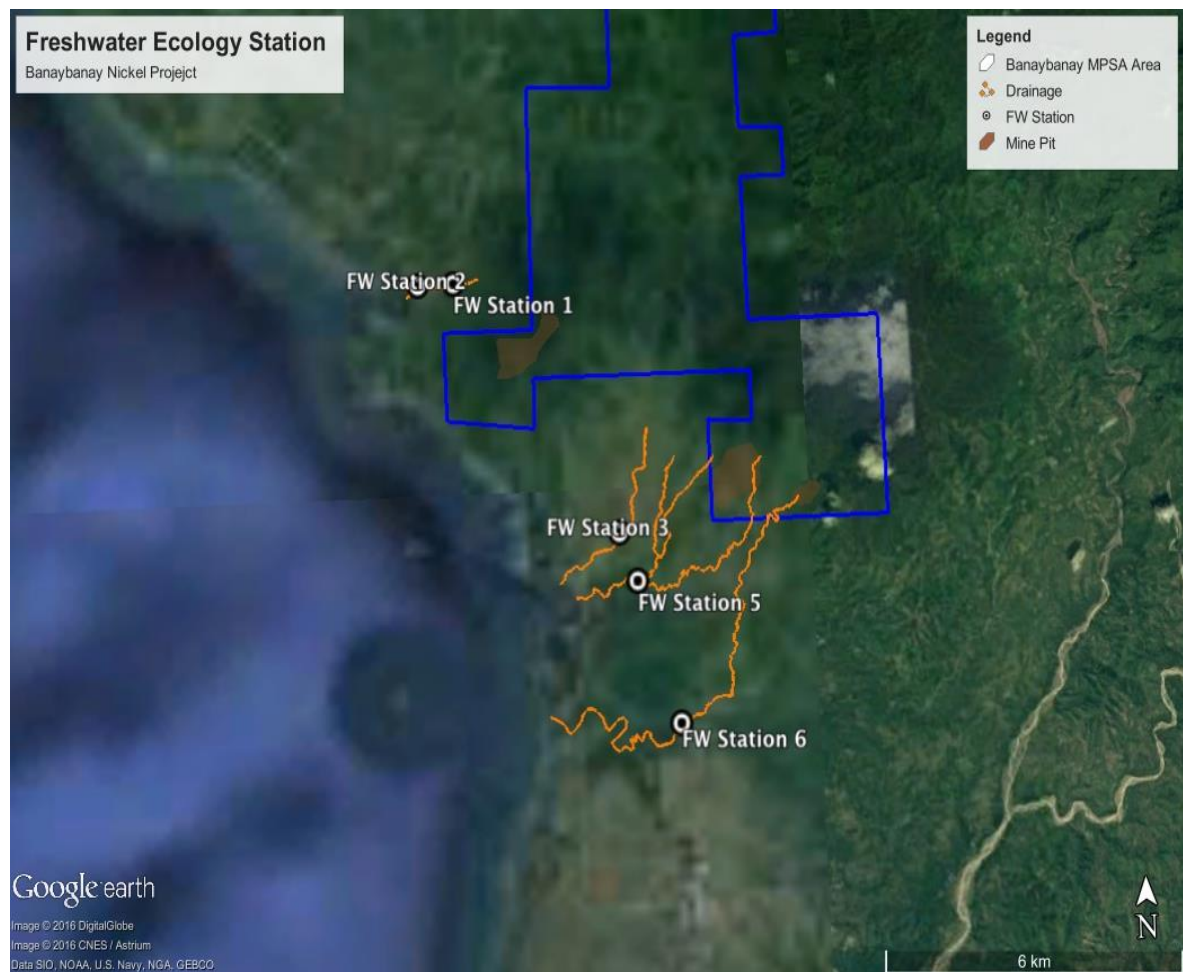 Freshwater Ecology Station
Banaybanay Nickel Projejct
Legend
Banaybanay MPSA Area
Drainage
FW Station
Mine Pit
FW Station 2
FW Station 1
FW Station 3
FW Station 5
FW Station 6
Google earth
Image © 2016 DigitalGlobe
Image © 2016 CNES / Astrium
Data SIO, NOAA, U.S. Navy, NGA, GEBCO
N
6 km